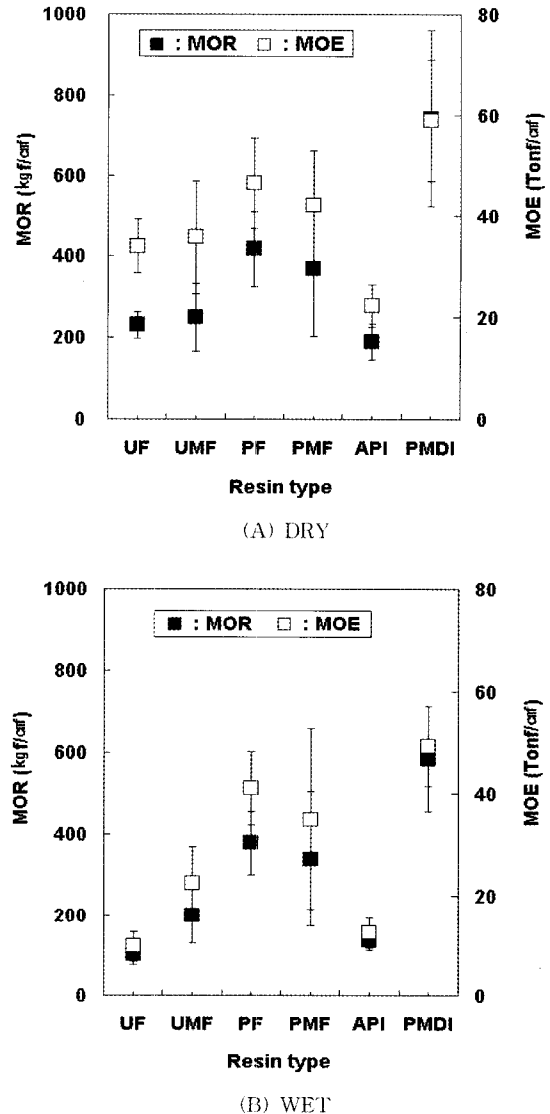 1000
800
600
400
200
0
MOR (kgf/㎠)
■ : MOR □ : MOE
80
60
40
20
0
MOE (Tonf/㎠)
UF UMF PF PMF API PMDI
Resin type
(A) DRY
1000
800
600
400
200
0
MOR (kgf/㎠)
■ : MOR □ : MOE
80
60
40
20
0
MOE (Tonf/㎠)
UF UMF PF PMF API PMDI
Resin type
(B) WET